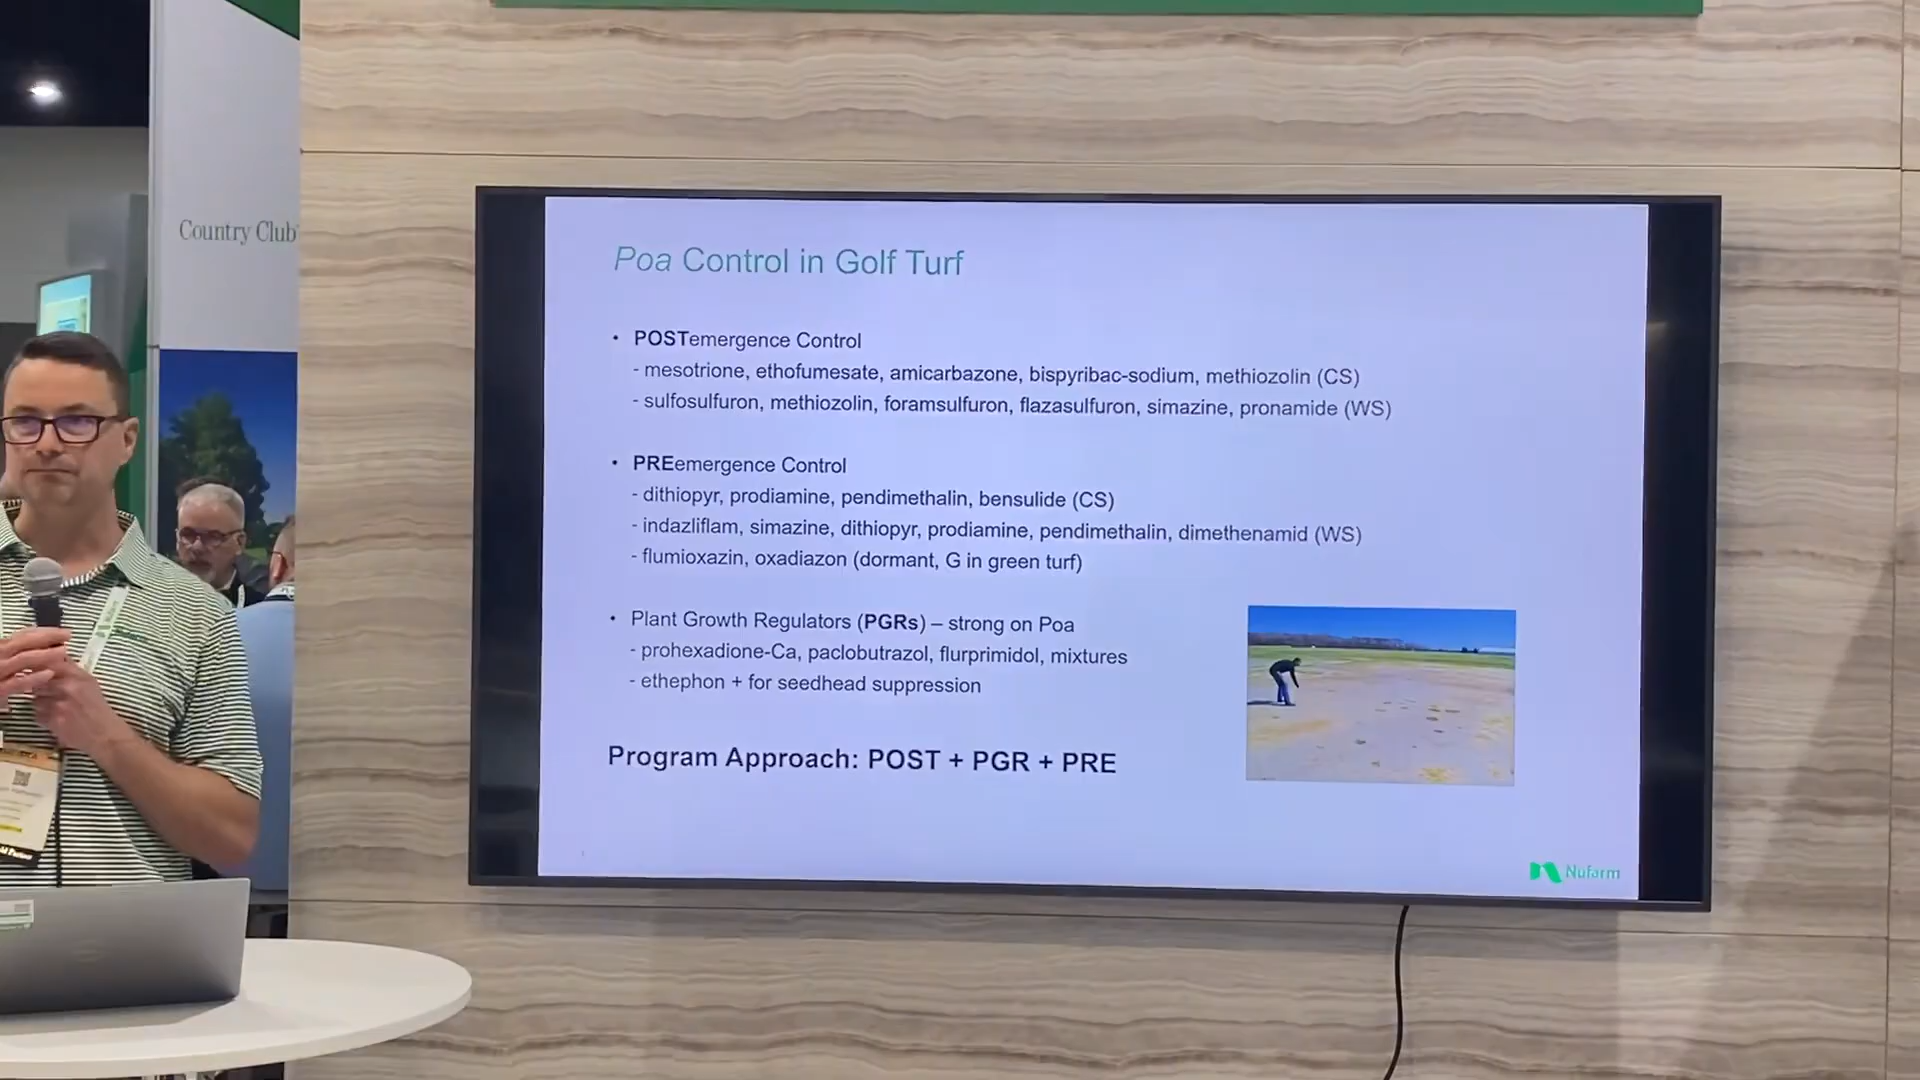 Country Club
Poa Control in Golf Turf
• POSTemergence Control
- mesotrione, ethofumesate, amicarbazone, bispyribac-sodium, methiozolin (CS)
- sulfosulfuron, methiozolin, foramsulfuron, flazasulfuron, simazine, pronamide (WS)
• PREemergence Control
- dithiopyr, prodiamine, pendimethalin, bensulide (CS)
- indazliflam, simazine, dithiopyr, prodiamine, pendimethalin, dimethenamid (WS)
- flumioxazin, oxadiazon (dormant, G in green turf)
• Plant Growth Regulators (PGRs) – strong on Poa
- prohexadione-Ca, paclobutrazol, flurprimidol, mixtures
- ethephon + for seedhead suppression
Program Approach: POST + PGR + PRE
Nufarm